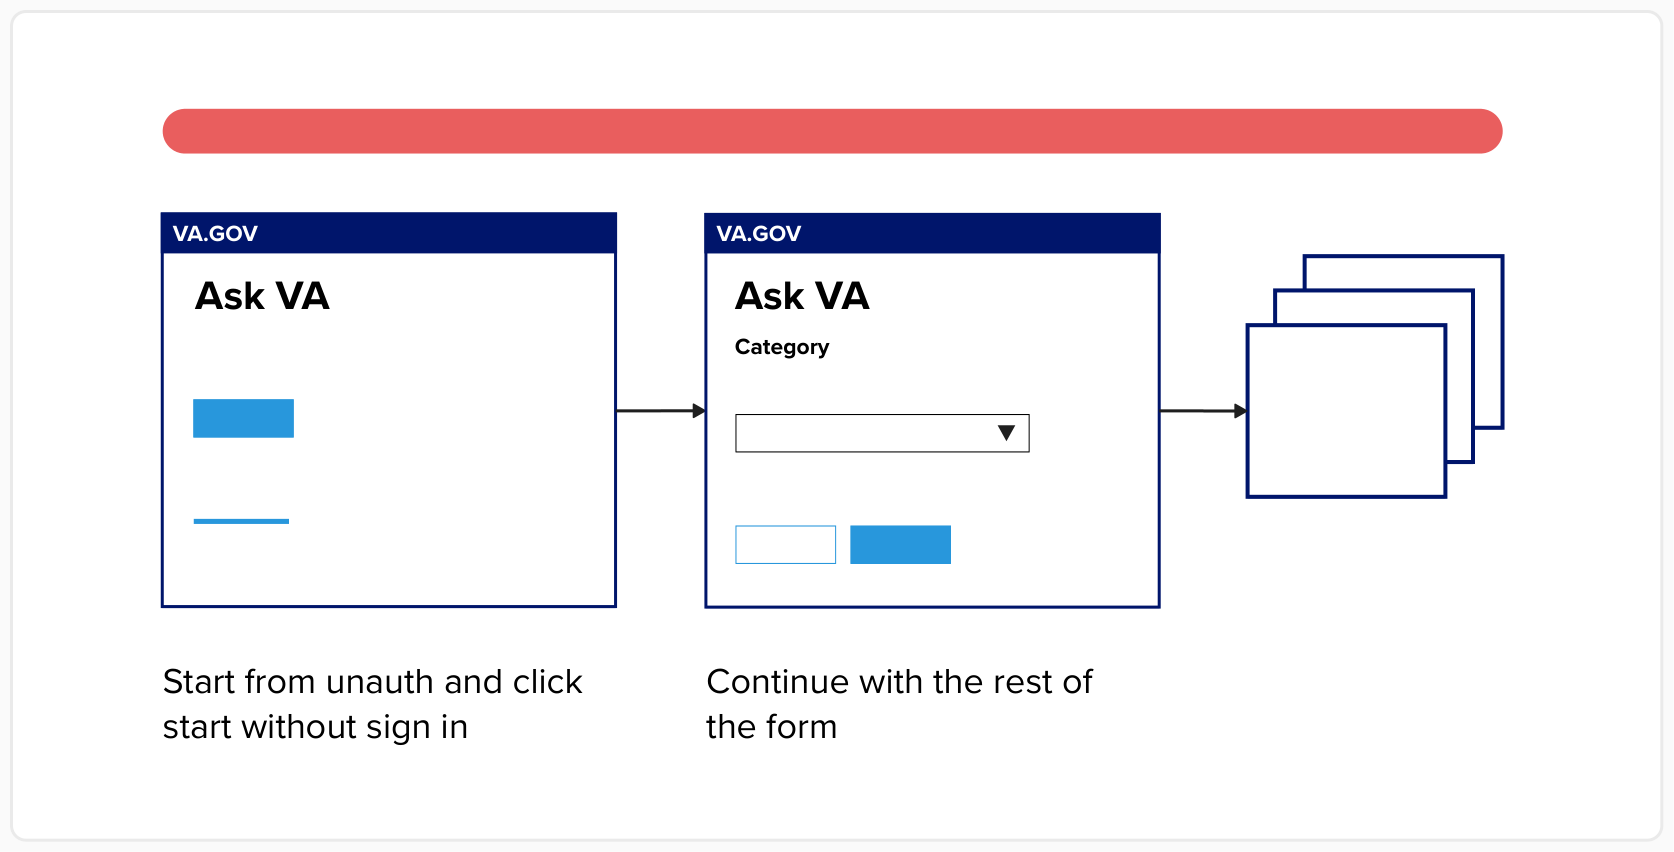 VA.GOV
Ask VA
VA.GOV
Ask VA
Category
Start from unauth and click
start without sign in
Continue with the rest of
the form